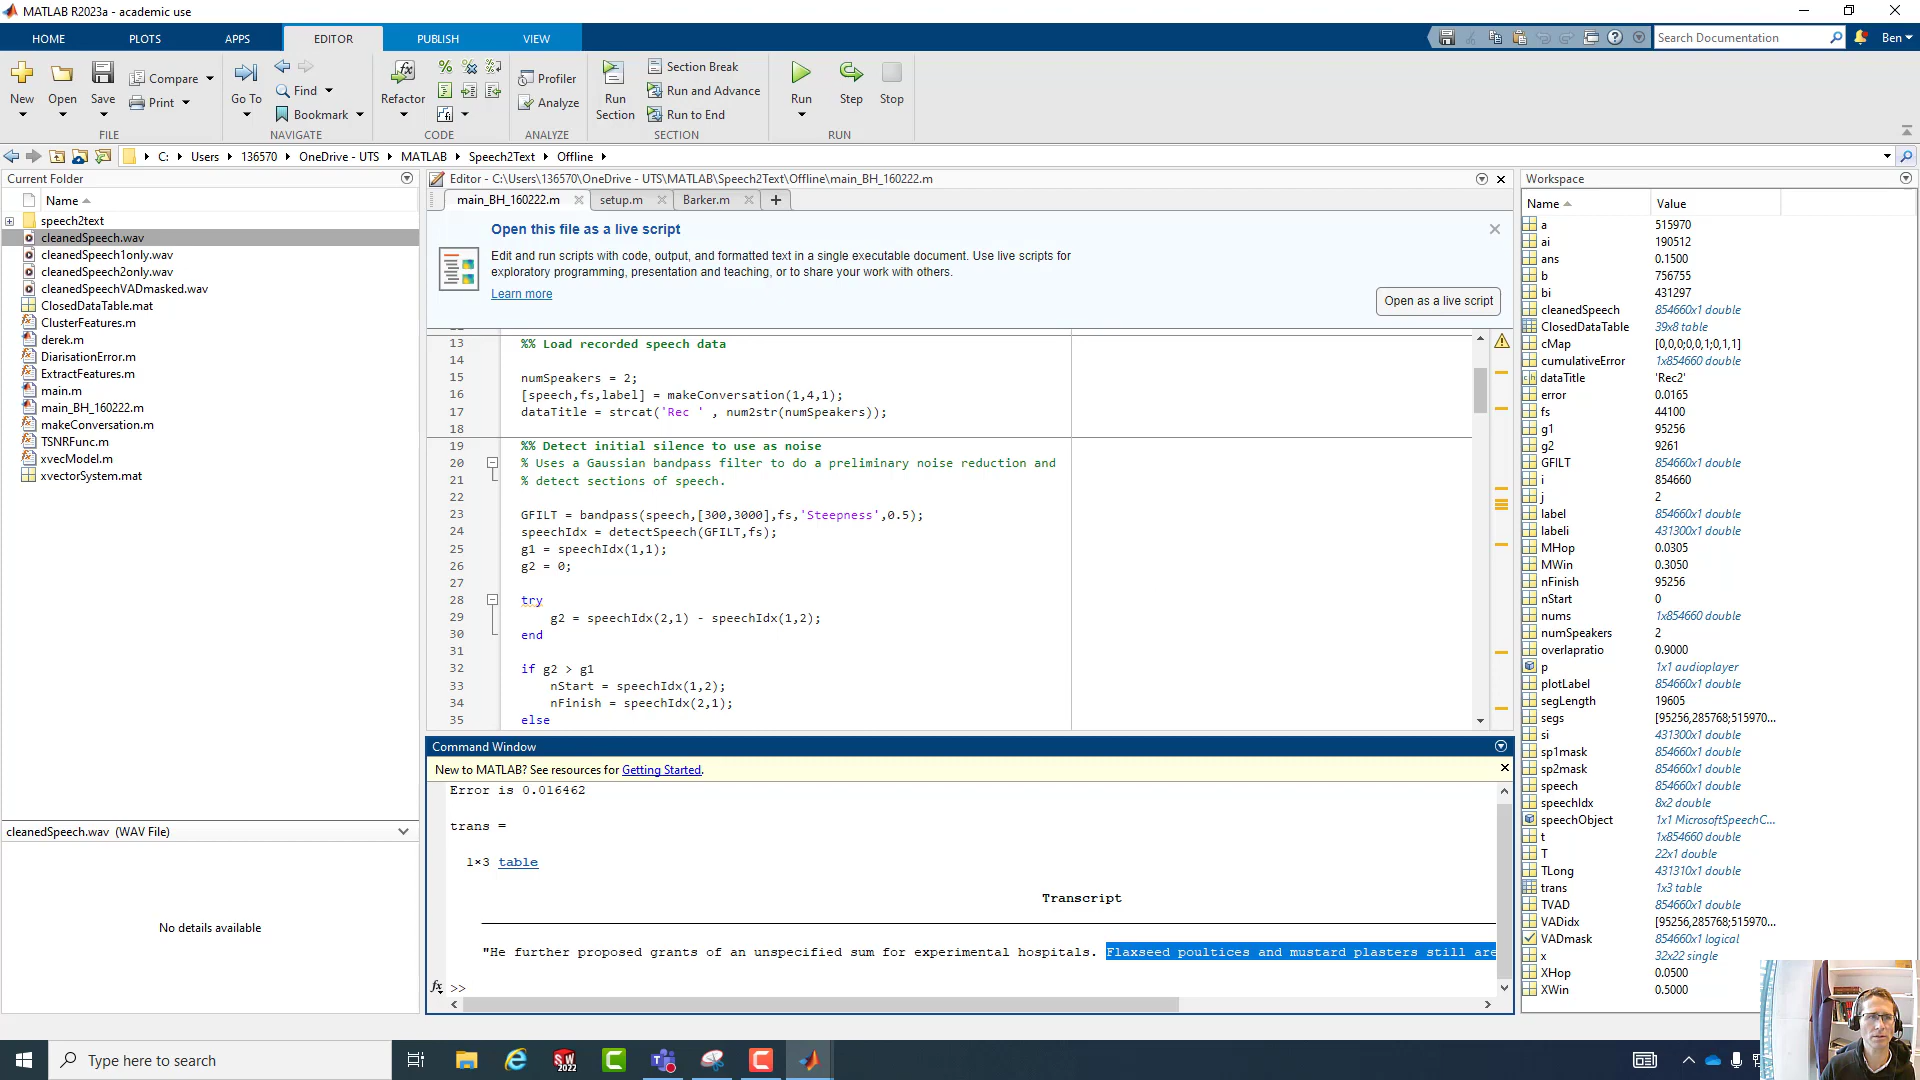 MATLAB R2023a - academic use
HOME PLOTS APPS EDITOR PUBLISH VIEW
Search Documentation
Ben
New Open Save Compare Print
Go To Find Bookmark
Refactor
Profiler Analyze
Run Section
Section Break
Run and Advance
Run to End
Run Step Stop
FILE NAVIGATE CODE ANALYZE SECTION RUN
C: Users 136570 OneDrive - UTS MATLAB Speech2Text Offline
Current Folder
Name
speech2text
cleanedSpeech.wav
cleanedSpeech1only.wav
cleanedSpeech2only.wav
cleanedSpeechVADmasked.wav
ClosedDataTable.mat
ClusterFeatures.m
derek.m
DiarisationError.m
ExtractFeatures.m
main.m
main_BH_160222.m
makeConversation.m
TSNRFunc.m
xvecModel.m
xvectorSystem.mat
cleanedSpeech.wav (WAV File)
No details available
Editor - C:\Users\136570\OneDrive - UTS\MATLAB\Speech2Text\Offline\main_BH_160222.m
main_BH_160222.m setup.m Barker.m
Open this file as a live script
Edit and run scripts with code, output, and formatted text in a single executable document. Use live scripts for
exploratory programming, presentation and teaching, or to share your work with others.
Learn more
Open as a live script
13 %% Load recorded speech data
14
15 numSpeakers = 2;
16 [speech,fs,label] = makeConversation(1,4,1);
17 dataTitle = strcat('Rec ' , num2str(numSpeakers));
18
19 %% Detect initial silence to use as noise
20 % Uses a Gaussian bandpass filter to do a preliminary noise reduction and
21 % detect sections of speech.
22
23 GFILT = bandpass(speech,[300,3000],fs,'Steepness',0.5);
24 speechIdx = detectSpeech(GFILT,fs);
25 g1 = speechIdx(1,1);
26 g2 = 0;
27
28 try
29 g2 = speechIdx(2,1) - speechIdx(1,2);
30 end
31
32 if g2 > g1
33 nStart = speechIdx(1,2);
34 nFinish = speechIdx(2,1);
35 else
Command Window
New to MATLAB? See resources for Getting Started.
Error is 0.016462
trans =
1×3 table
Transcript
"He further proposed grants of an unspecified sum for experimental hospitals. Flaxseed poultices and mustard plasters still are
fx >>
Workspace
Name Value
a 515970
ai 190512
ans 0.1500
b 756755
bi 431297
cleanedSpeech 854660x1 double
ClosedDataTable 39x8 table
cMap [0,0,0;0,0,1;0,1,1]
cumulativeError 1x854660 double
dataTitle 'Rec2'
error 0.0165
fs 44100
g1 95256
g2 9261
GFILT 854660x1 double
i 854660
j 2
label 854660x1 double
labeli 431300x1 double
MHop 0.0305
MWin 0.3050
nFinish 95256
nStart 0
nums 1x854660 double
numSpeakers 2
overlapratio 0.9000
p 1x1 audioplayer
plotLabel 854660x1 double
segLength 19605
segs [95256,285768;515970...
si 431300x1 double
sp1mask 854660x1 double
sp2mask 854660x1 double
speech 854660x1 double
speechIdx 8x2 double
speechObject 1x1 MicrosoftSpeechC...
t 1x854660 double
T 22x1 double
TLong 431310x1 double
trans 1x3 table
TVAD 854660x1 double
VADidx [95256,285768;515970...
VADmask 854660x1 logical
x 32x22 single
XHop 0.0500
XWin 0.5000
Type here to search
SW
2022